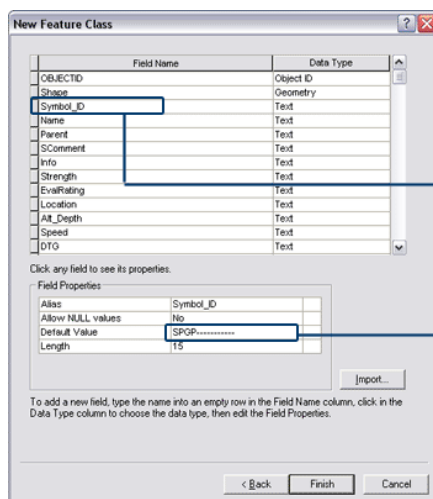 New Feature Class
Field Name Data Type
OBJECTID Object ID
Shape Geometry
Symbol_ID Text
Name Text
Parent Text
SComment Text
Info Text
Strength Text
EvalRating Text
Location Text
Alt_Depth Text
Speed Text
DTG Text
Click any field to see its properties.
Field Properties
Alias Symbol_ID
Allow NULL values No
Default Value SPGP-----------
Length 15
Import...
To add a new field, type the name into an empty row in the Field Name column, click in the
Data Type column to choose the data type, then edit the Field Properties.
< Back Finish Cancel